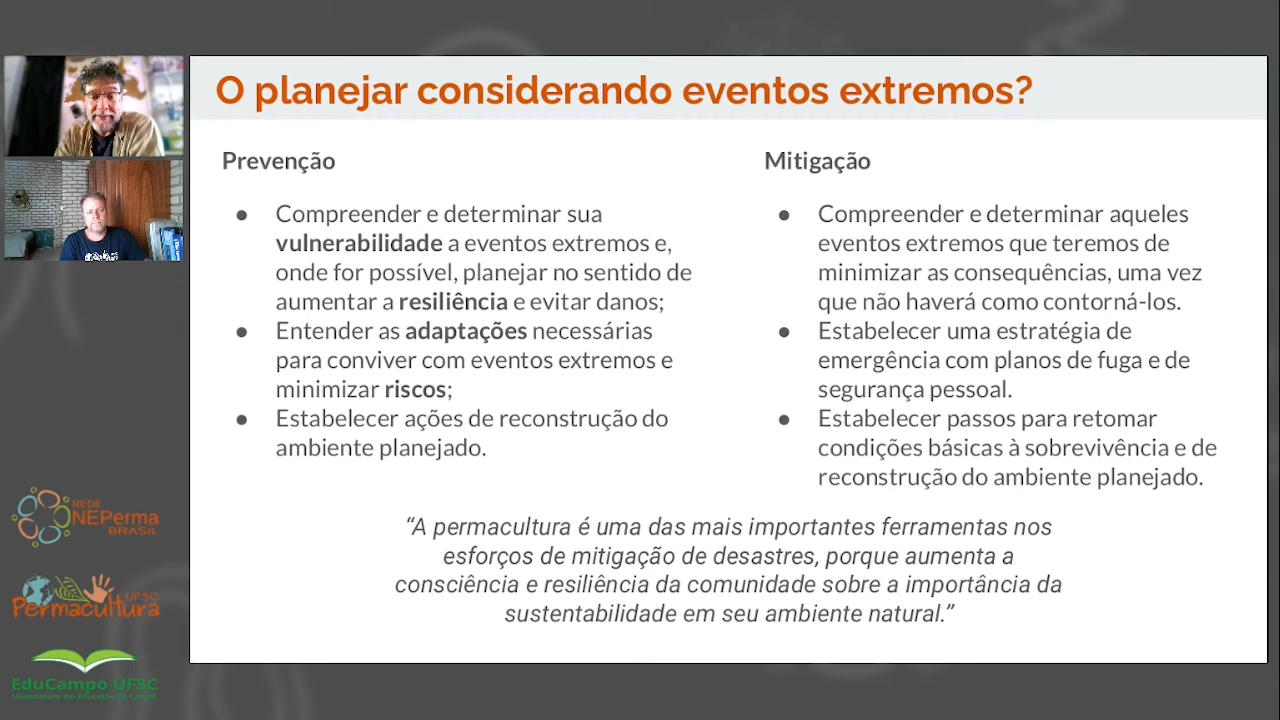 O planejar considerando eventos extremos?
Prevenção
● Compreender e determinar sua
vulnerabilidade a eventos extremos e,
onde for possível, planejar no sentido de
aumentar a resiliência e evitar danos;
● Entender as adaptações necessárias
para conviver com eventos extremos e
minimizar riscos;
● Estabelecer ações de reconstrução do
ambiente planejado.
Mitigação
● Compreender e determinar aqueles
eventos extremos que teremos de
minimizar as consequências, uma vez
que não haverá como contorná-los.
● Estabelecer uma estratégia de
emergência com planos de fuga e de
segurança pessoal.
● Estabelecer passos para retomar
condições básicas à sobrevivência e de
reconstrução do ambiente planejado.
“A permacultura é uma das mais importantes ferramentas nos
esforços de mitigação de desastres, porque aumenta a
consciência e resiliência da comunidade sobre a importância da
sustentabilidade em seu ambiente natural.”
REDE
NEPerma
BRASIL
UFSC
Permacultura
EduCampo UFSC
Licenciatura em Educação do Campo